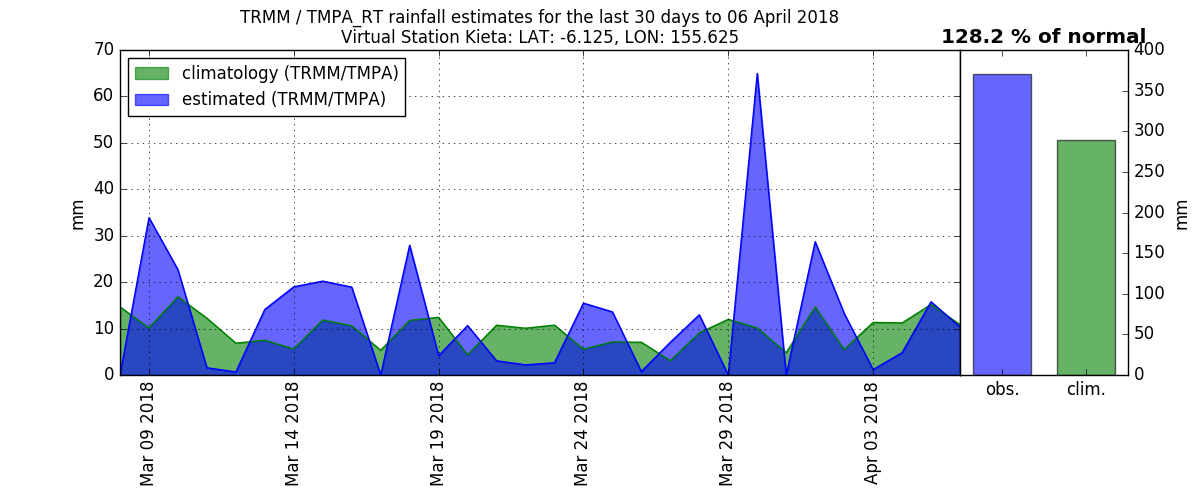 TRMM / TMPA_RT rainfall estimates for the last 30 days to 06 April 2018
Virtual Station Kieta: LAT: -6.125, LON: 155.625
128.2 % of normal
climatology (TRMM/TMPA)
estimated (TRMM/TMPA)
mm
70
60
50
40
30
20
10
0
Mar 09 2018
Mar 14 2018
Mar 19 2018
Mar 24 2018
Mar 29 2018
Apr 03 2018
obs.
clim.
400
350
300
250
200
150
100
50
0
mm